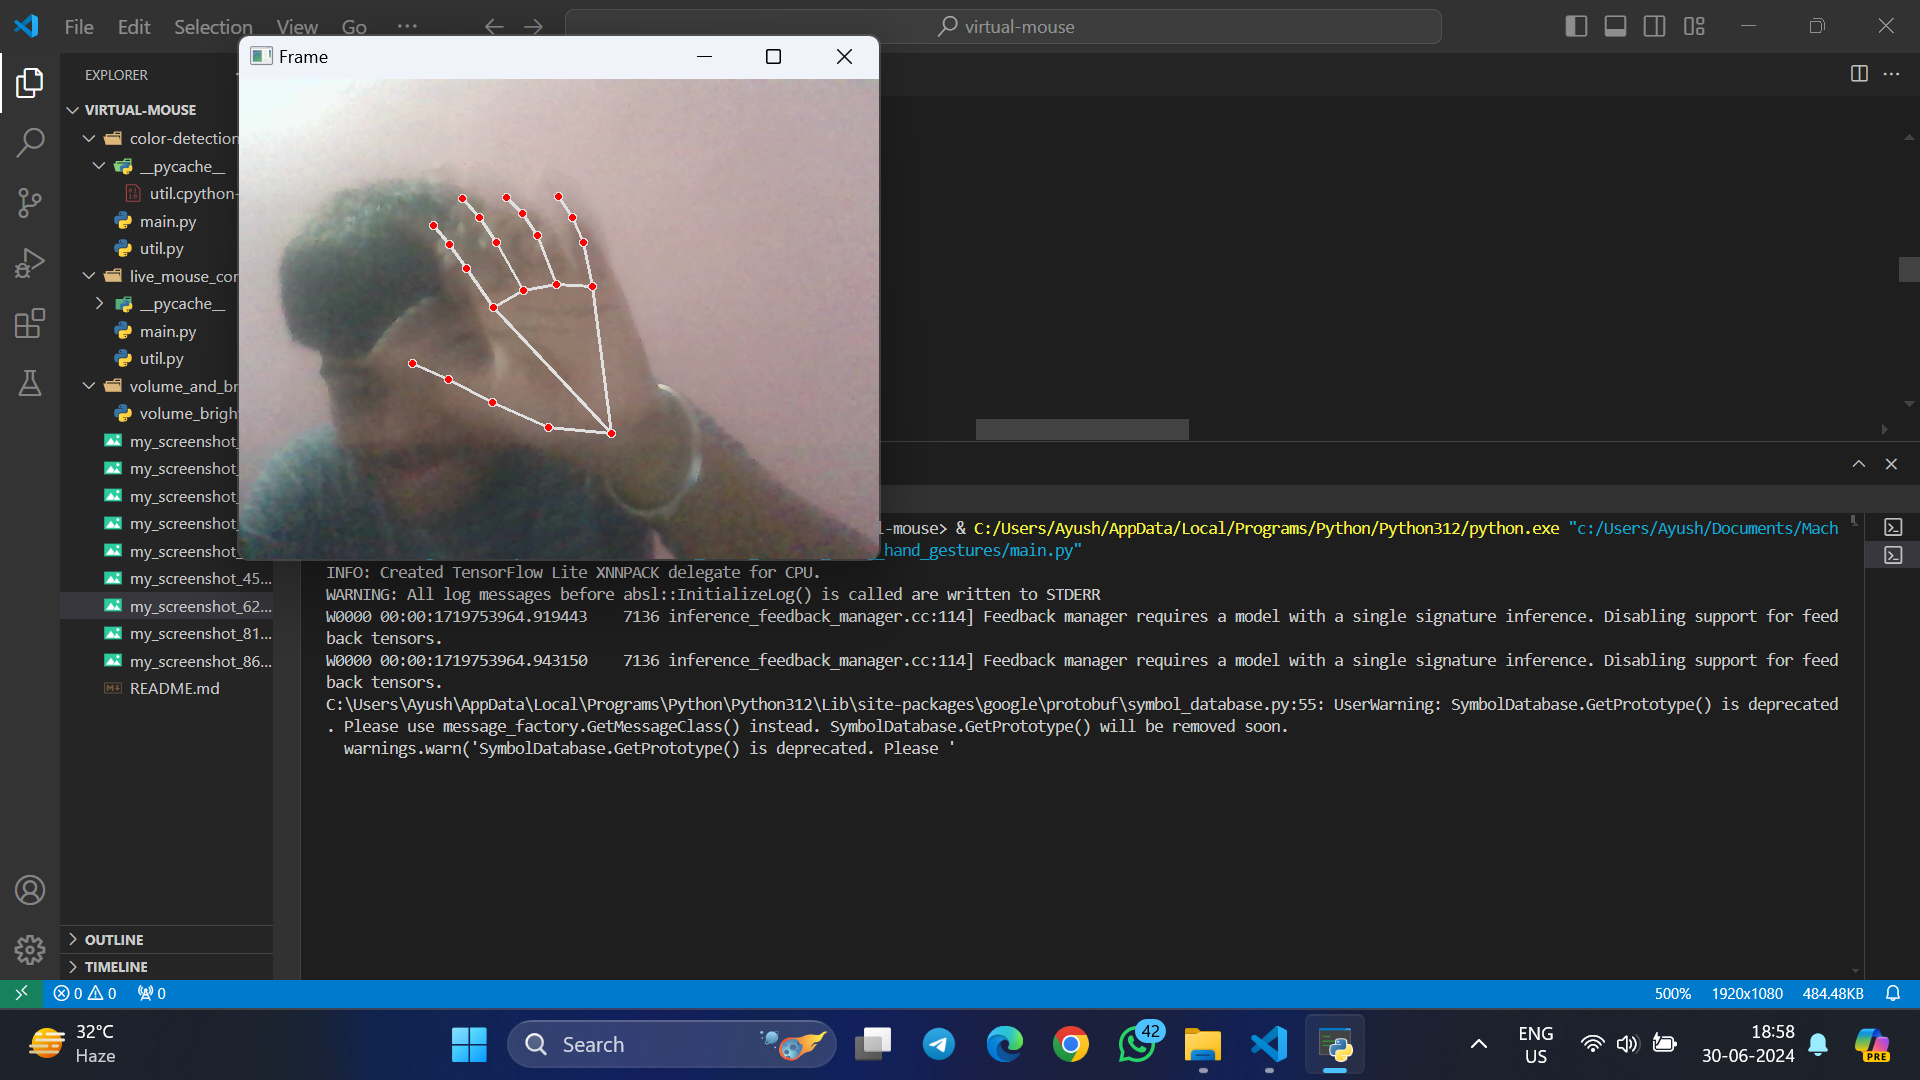 File Edit Selection View Go ···
virtual-mouse
Frame
EXPLORER
VIRTUAL-MOUSE
color-detection
__pycache__
util.cpython-
main.py
util.py
live_mouse_cor
__pycache__
main.py
util.py
volume_and_br
volume_brigh
my_screenshot_
my_screenshot_
my_screenshot_
my_screenshot_
my_screenshot_
my_screenshot_45...
my_screenshot_62...
my_screenshot_81...
my_screenshot_86...
README.md
OUTLINE
TIMELINE
l-mouse> & C:/Users/Ayush/AppData/Local/Programs/Python/Python312/python.exe "c:/Users/Ayush/Documents/Mach
hand_gestures/main.py"
INFO: Created TensorFlow Lite XNNPACK delegate for CPU.
WARNING: All log messages before absl::InitializeLog() is called are written to STDERR
W0000 00:00:1719753964.919443    7136 inference_feedback_manager.cc:114] Feedback manager requires a model with a single signature inference. Disabling support for feed
back tensors.
W0000 00:00:1719753964.943150    7136 inference_feedback_manager.cc:114] Feedback manager requires a model with a single signature inference. Disabling support for feed
back tensors.
C:\Users\Ayush\AppData\Local\Programs\Python\Python312\Lib\site-packages\google\protobuf\symbol_database.py:55: UserWarning: SymbolDatabase.GetPrototype() is deprecated
. Please use message_factory.GetMessageClass() instead. SymbolDatabase.GetPrototype() will be removed soon.
warnings.warn('SymbolDatabase.GetPrototype() is deprecated. Please '
0 0 0
500% 1920x1080 484.48KB
32°C
Haze
Search
42
ENG
US
18:58
30-06-2024
PRE